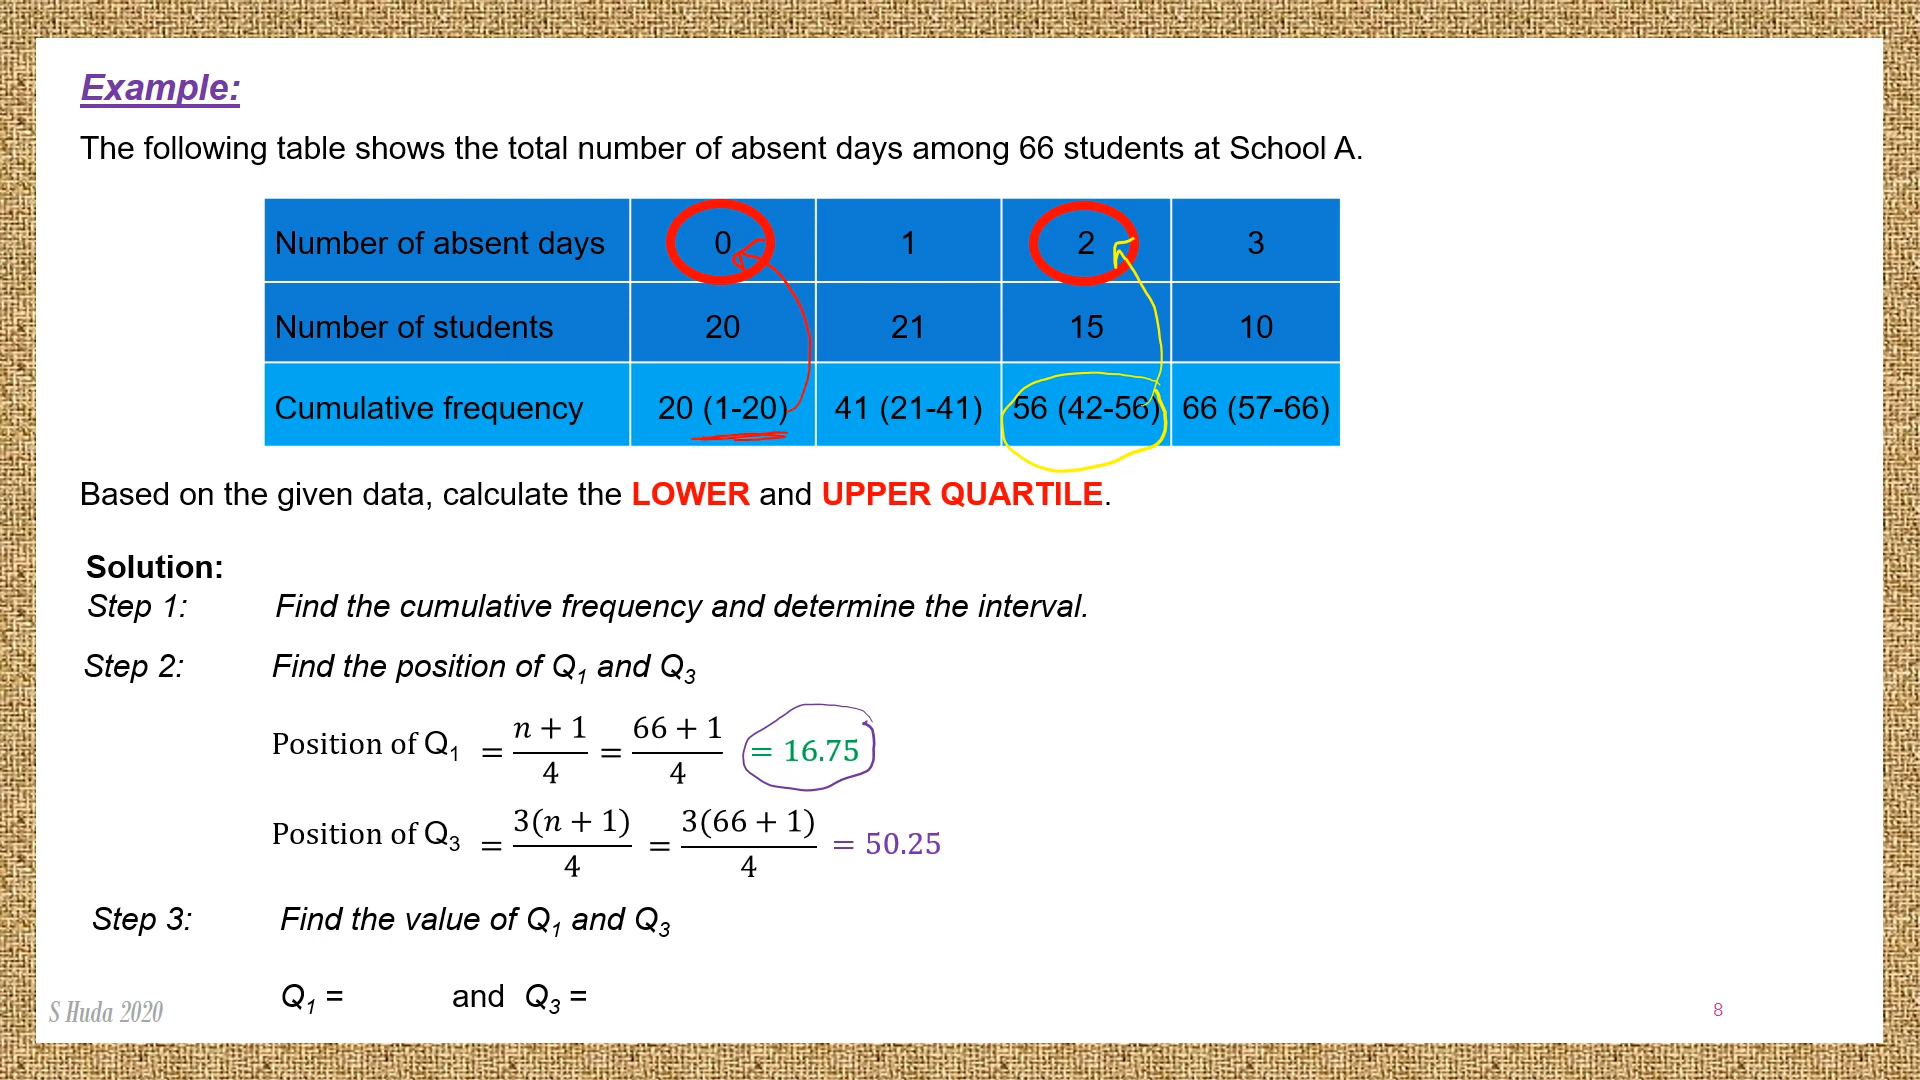 Example:
The following table shows the total number of absent days among 66 students at School A.
Number of absent days 0 1 2 3
Number of students 20 21 15 10
Cumulative frequency 20 (1-20) 41 (21-41) 56 (42-56) 66 (57-66)
Based on the given data, calculate the LOWER and UPPER QUARTILE.
Solution:
Step 1: Find the cumulative frequency and determine the interval.
Step 2: Find the position of Q₁ and Q₃
Position of Q₁ = (n + 1)/4 = (66 + 1)/4 = 16.75
Position of Q₃ = 3(n + 1)/4 = 3(66 + 1)/4 = 50.25
Step 3: Find the value of Q₁ and Q₃
Q₁ = and Q₃ =
S Huda 2020
8